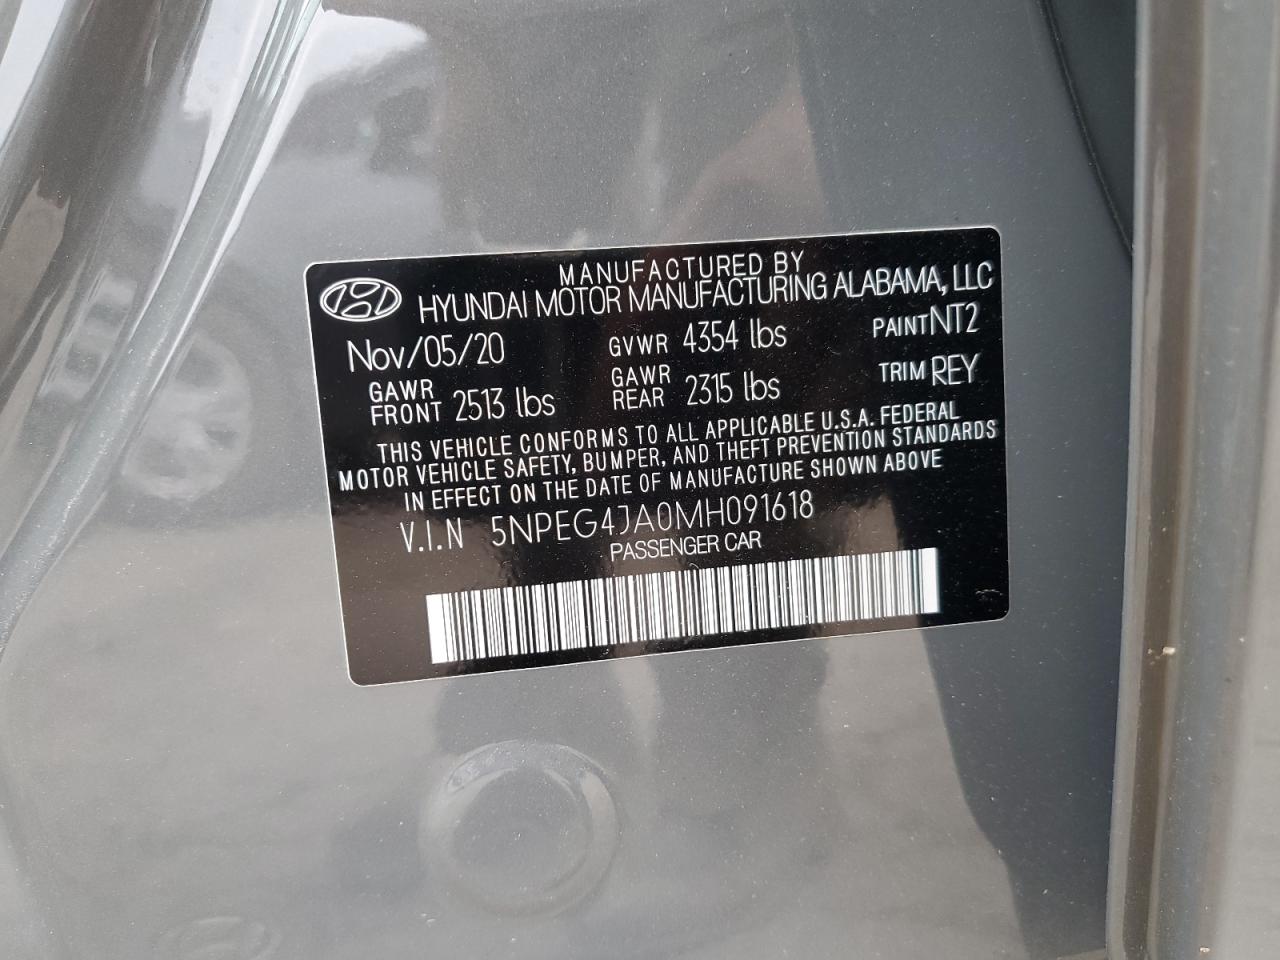 MANUFACTURED BY
HYUNDAI MOTOR MANUFACTURING ALABAMA, LLC
Nov/05/20 GVWR 4354 lbs PAINT NT2
GAWR FRONT 2513 lbs GAWR REAR 2315 lbs TRIM REY
THIS VEHICLE CONFORMS TO ALL APPLICABLE U.S.A. FEDERAL
MOTOR VEHICLE SAFETY, BUMPER, AND THEFT PREVENTION STANDARDS
IN EFFECT ON THE DATE OF MANUFACTURE SHOWN ABOVE
V.I.N 5NPEG4JA0MH091618
PASSENGER CAR